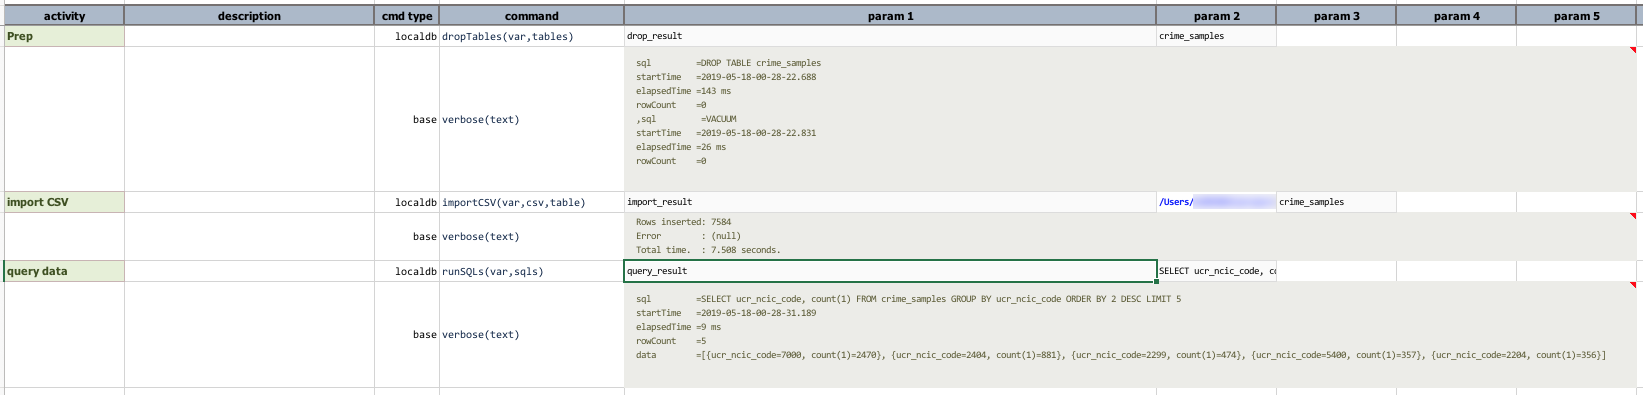 activity description cmd type command param 1 param 2 param 3 param 4 param 5
Prep localdb dropTables(var,tables) drop_result crime_samples
sql =DROP TABLE crime_samples
startTime =2019-05-18-00-28-22.688
elapsedTime =143 ms
rowCount =0
,sql =VACUUM
base verbose(text)
startTime =2019-05-18-00-28-22.831
elapsedTime =26 ms
rowCount =0
import CSV localdb importCSV(var,csv,table) import_result /Users/ crime_samples
Rows inserted: 7584
base verbose(text) Error : (null)
Total time. : 7.508 seconds.
query data localdb runSQLs(var,sqls) query_result SELECT ucr_ncic_code, co
sql =SELECT ucr_ncic_code, count(1) FROM crime_samples GROUP BY ucr_ncic_code ORDER BY 2 DESC LIMIT 5
startTime =2019-05-18-00-28-31.189
elapsedTime =9 ms
base verbose(text)
rowCount =5
data =[{ucr_ncic_code=7000, count(1)=2470}, {ucr_ncic_code=2404, count(1)=881}, {ucr_ncic_code=2299, count(1)=474}, {ucr_ncic_code=5400, count(1)=357}, {ucr_ncic_code=2204, count(1)=356}]